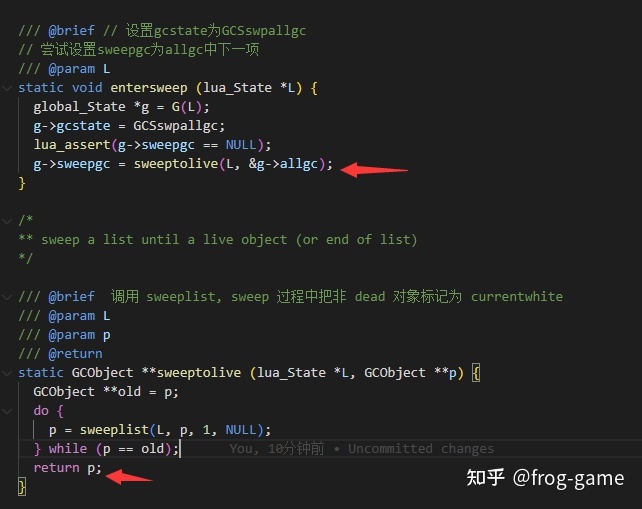 /// @brief // 设置gcstate为GCSswpallgc
// 尝试设置sweepgc为allgc中下一项
/// @param L
static void entersweep (lua_State *L) {
  global_State *g = G(L);
  g->gcstate = GCSswpallgc;
  lua_assert(g->sweepgc == NULL);
  g->sweepgc = sweeptolive(L, &g->allgc);
}
/*
** sweep a list until a live object (or end of list)
*/
/// @brief  调用 sweeplist, sweep 过程中把非 dead 对象标记为 currentwhite
/// @param L
/// @param p
/// @return
static GCObject **sweeptolive (lua_State *L, GCObject **p) {
  GCObject **old = p;
  do {
    p = sweeplist(L, p, 1, NULL);
  } while (p == old); You, 10分钟前 • Uncommitted changes
  return p;
}
知乎 @frog-game